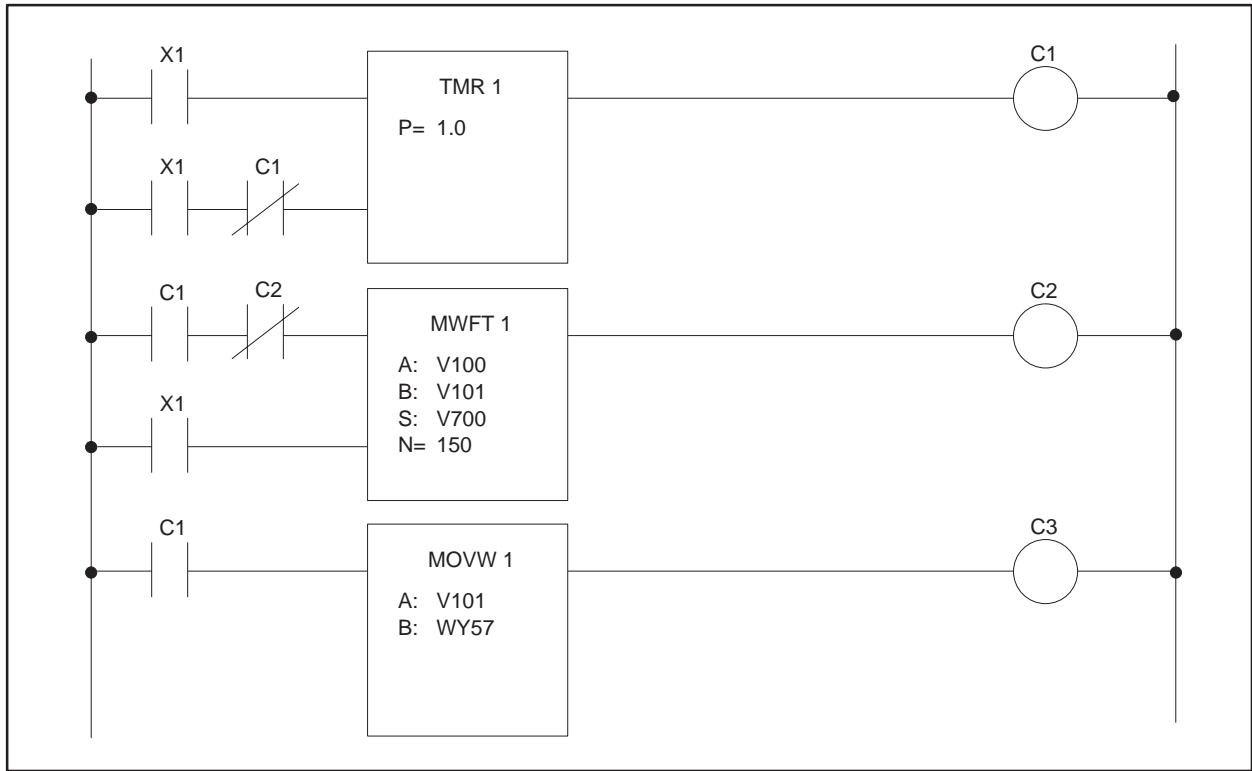 X1
TMR 1
C1
P= 1.0
X1 C1
C1 C2
MWFT 1
C2
A: V100
B: V101
X1
S: V700
N= 150
C1
MOVW 1
C3
A: V101
B: WY57